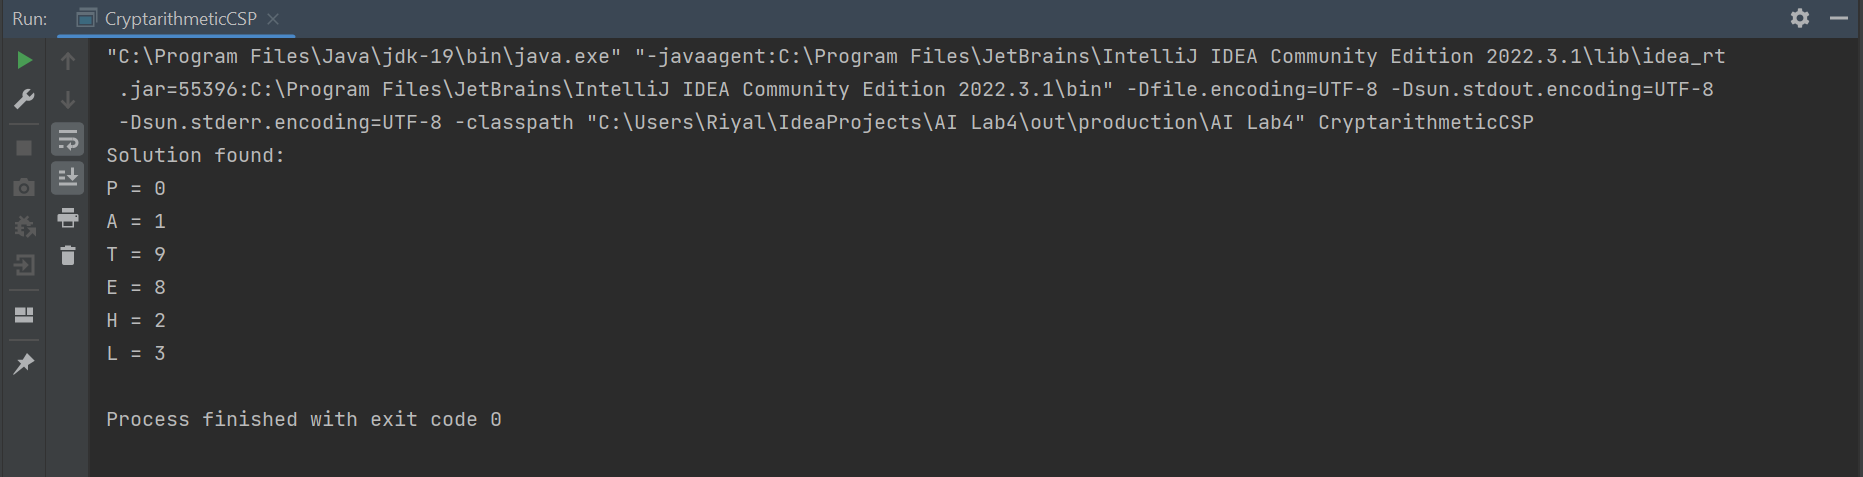 Run: CryptarithmeticCSP
"C:\Program Files\Java\jdk-19\bin\java.exe" "-javaagent:C:\Program Files\JetBrains\IntelliJ IDEA Community Edition 2022.3.1\lib\idea_rt
.jar=55396:C:\Program Files\JetBrains\IntelliJ IDEA Community Edition 2022.3.1\bin" -Dfile.encoding=UTF-8 -Dsun.stdout.encoding=UTF-8
-Dsun.stderr.encoding=UTF-8 -classpath "C:\Users\Riyal\IdeaProjects\AI Lab4\out\production\AI Lab4" CryptarithmeticCSP
Solution found:
P = 0
A = 1
T = 9
E = 8
H = 2
L = 3
Process finished with exit code 0